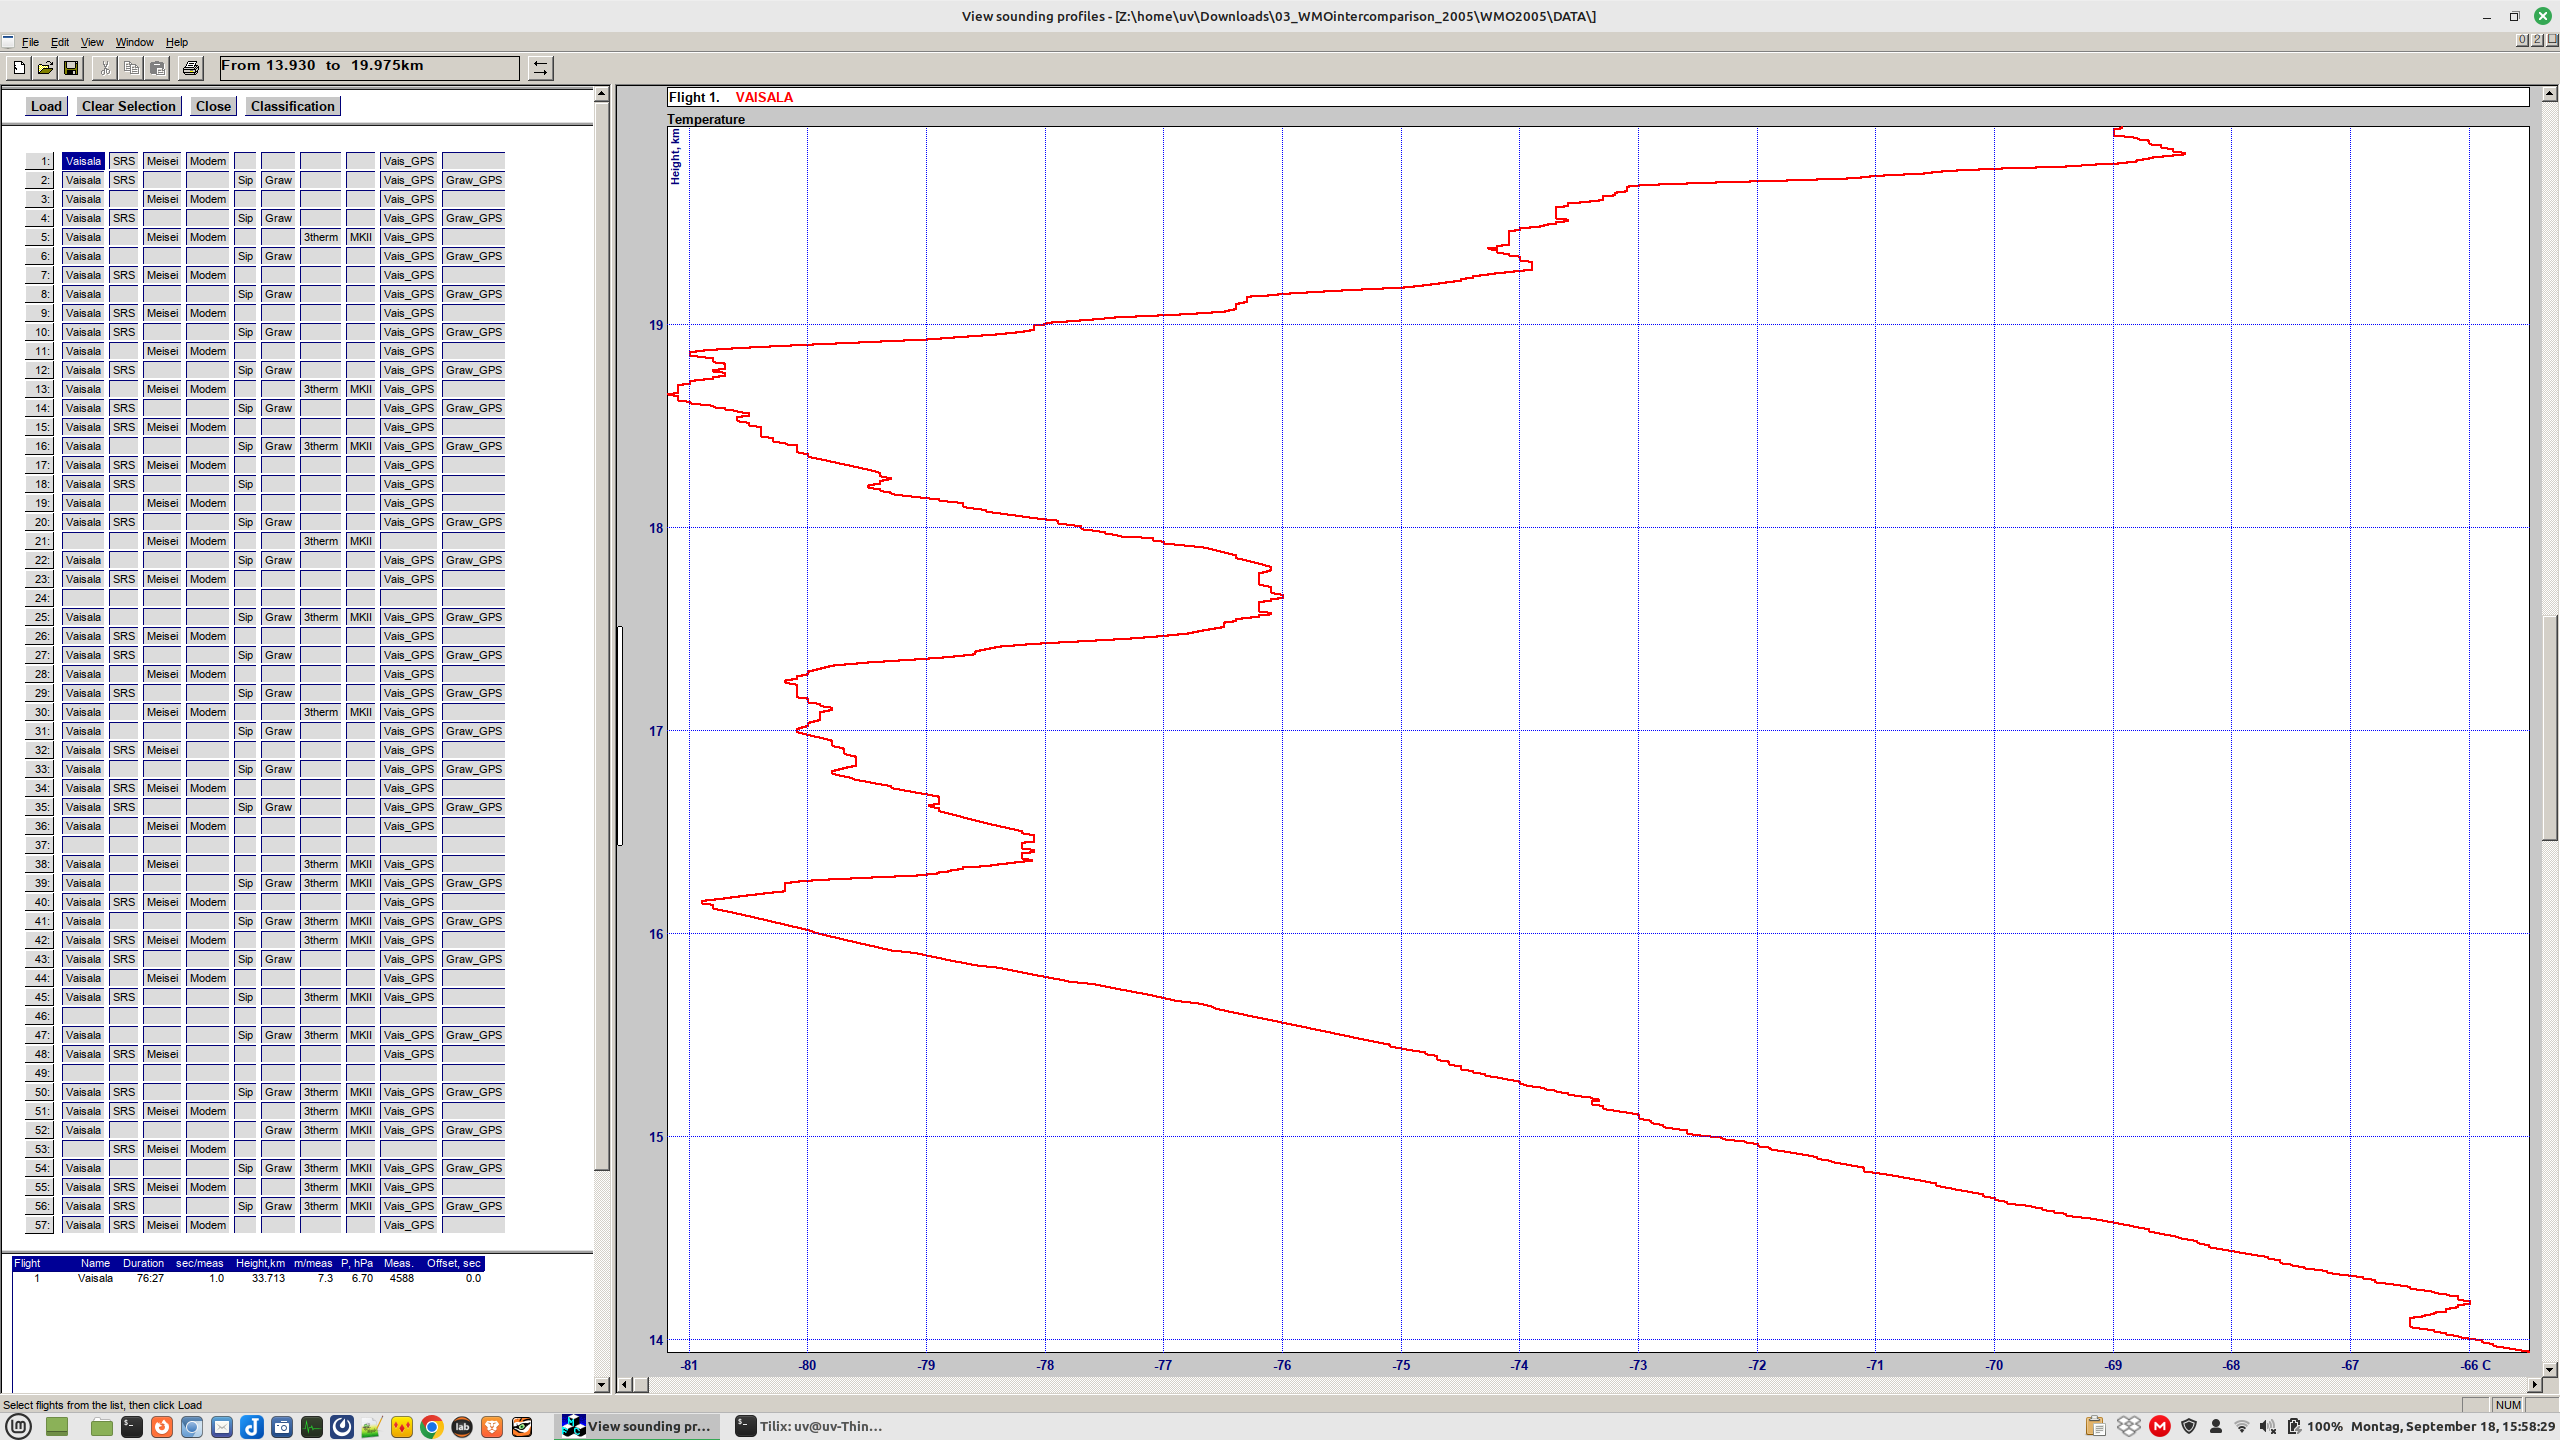 View sounding profiles - [Z:\home\uv\Downloads\03_WMOintercomparison_2005\WMO2005\DATA\]
File Edit View Window Help
From 13.930 to 19.975km
Load Clear Selection Close Classification
1: Vaisala SRS Meisei Modem Vais_GPS
2: Vaisala SRS Sip Graw Vais_GPS Graw_GPS
3: Vaisala Meisei Modem Vais_GPS
4: Vaisala SRS Sip Graw Vais_GPS Graw_GPS
5: Vaisala Meisei Modem 3therm MKII Vais_GPS
6: Vaisala Sip Graw Vais_GPS Graw_GPS
7: Vaisala SRS Meisei Modem Vais_GPS
8: Vaisala Sip Graw Vais_GPS Graw_GPS
9: Vaisala SRS Meisei Modem Vais_GPS
10: Vaisala SRS Sip Graw Vais_GPS Graw_GPS
11: Vaisala Meisei Modem Vais_GPS
12: Vaisala SRS Sip Graw Vais_GPS Graw_GPS
13: Vaisala Meisei Modem 3therm MKII Vais_GPS
14: Vaisala SRS Sip Graw Vais_GPS Graw_GPS
15: Vaisala SRS Meisei Modem Vais_GPS
16: Vaisala Sip Graw 3therm MKII Vais_GPS Graw_GPS
17: Vaisala SRS Meisei Modem Vais_GPS
18: Vaisala SRS Sip Vais_GPS
19: Vaisala Meisei Modem Vais_GPS
20: Vaisala SRS Sip Graw Vais_GPS Graw_GPS
21: Meisei Modem 3therm MKII
22: Vaisala Sip Graw Vais_GPS Graw_GPS
23: Vaisala SRS Meisei Modem Vais_GPS
24:
25: Vaisala Sip Graw 3therm MKII Vais_GPS Graw_GPS
26: Vaisala SRS Meisei Modem Vais_GPS
27: Vaisala SRS Sip Graw Vais_GPS Graw_GPS
28: Vaisala Meisei Modem Vais_GPS
29: Vaisala SRS Sip Graw Vais_GPS Graw_GPS
30: Vaisala Meisei Modem 3therm MKII Vais_GPS
31: Vaisala Sip Graw Vais_GPS Graw_GPS
32: Vaisala SRS Meisei Vais_GPS
33: Vaisala Sip Graw Vais_GPS Graw_GPS
34: Vaisala SRS Meisei Modem Vais_GPS
35: Vaisala SRS Sip Graw Vais_GPS Graw_GPS
36: Vaisala Meisei Modem Vais_GPS
37:
38: Vaisala Meisei 3therm MKII Vais_GPS
39: Vaisala Sip Graw 3therm MKII Vais_GPS Graw_GPS
40: Vaisala SRS Meisei Modem Vais_GPS
41: Vaisala Sip Graw 3therm MKII Vais_GPS Graw_GPS
42: Vaisala SRS Meisei Modem 3therm MKII Vais_GPS
43: Vaisala SRS Sip Graw Vais_GPS Graw_GPS
44: Vaisala Meisei Modem Vais_GPS
45: Vaisala SRS Sip 3therm MKII Vais_GPS
46:
47: Vaisala Sip Graw 3therm MKII Vais_GPS Graw_GPS
48: Vaisala SRS Meisei Vais_GPS
49:
50: Vaisala SRS Sip Graw 3therm MKII Vais_GPS Graw_GPS
51: Vaisala SRS Meisei Modem 3therm MKII Vais_GPS
52: Vaisala Graw 3therm MKII Vais_GPS Graw_GPS
53: SRS Meisei Modem
54: Vaisala Sip Graw 3therm MKII Vais_GPS Graw_GPS
55: Vaisala SRS Meisei Modem 3therm MKII Vais_GPS
56: Vaisala SRS Sip Graw 3therm MKII Vais_GPS Graw_GPS
57: Vaisala SRS Meisei Modem Vais_GPS
Flight Name Duration sec/meas Height,km m/meas P, hPa Meas. Offset, sec
1 Vaisala 76:27 1.0 33.713 7.3 6.70 4588 0.0
Flight 1. VAISALA
Temperature
Height, km
19
18
17
16
15
14
-81 -80 -79 -78 -77 -76 -75 -74 -73 -72 -71 -70 -69 -68 -67 -66 C
Select flights from the list, then click Load
NUM
View sounding pr... Tilix: uv@uv-Thin... 100% Montag, September 18, 15:58:29